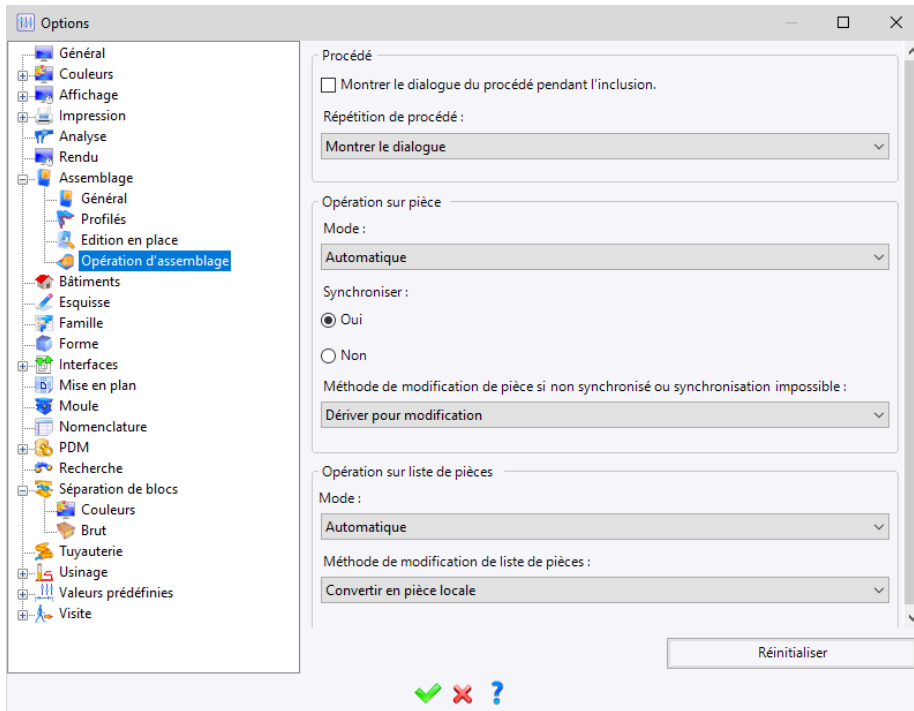 Options
Général
Couleurs
Affichage
Impression
Analyse
Rendu
Assemblage
Général
Profilés
Edition en place
Opération d'assemblage
Bâtiments
Esquisse
Famille
Forme
Interfaces
Mise en plan
Moule
Nomenclature
PDM
Recherche
Séparation de blocs
Couleurs
Brut
Tuyauterie
Usinage
Valeurs prédéfinies
Visite
Procédé
Montrer le dialogue du procédé pendant l'inclusion.
Répétition de procédé :
Montrer le dialogue
Opération sur pièce
Mode :
Automatique
Synchroniser :
Oui
Non
Méthode de modification de pièce si non synchronisé ou synchronisation impossible :
Dériver pour modification
Opération sur liste de pièces
Mode :
Automatique
Méthode de modification de liste de pièces :
Convertir en pièce locale
Réinitialiser